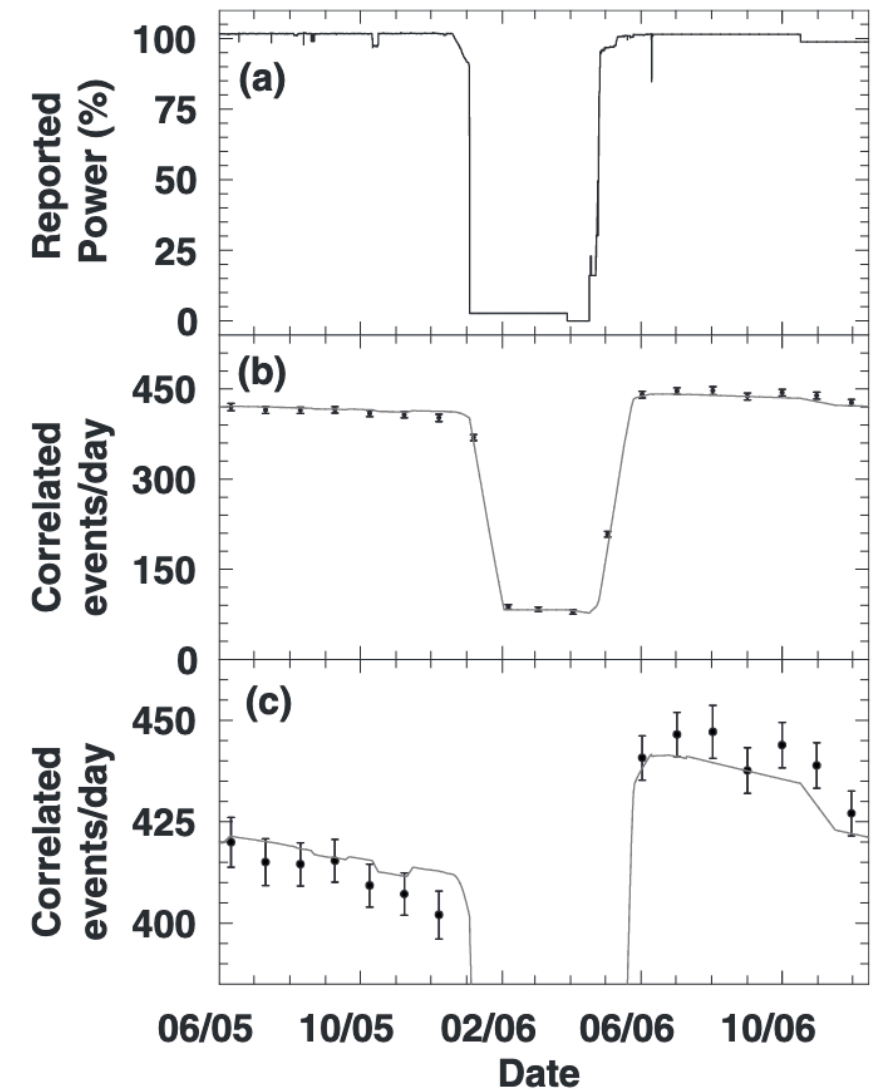 Reported
Power (%)
100
75
50
25
0
(a)
Correlated
events/day
450
300
150
0
(b)
Correlated
events/day
450
425
400
(c)
06/05 10/05 02/06 06/06 10/06
Date